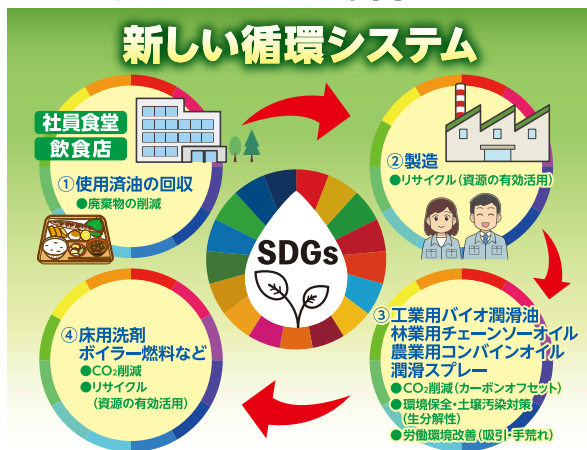 新しい循環システム
社員食堂
飲食店
①使用済油の回収
●廃棄物の削減
②製造
●リサイクル(資源の有効活用)
SDGs
③工業用バイオ潤滑油
林業用チェーンソーオイル
農業用コンバインオイル
潤滑スプレー
●CO₂削減(カーボンオフセット)
●環境保全・土壌汚染対策
(生分解性)
●労働環境改善(吸引・手荒れ)
④床用洗剤
ボイラー燃料など
●CO₂削減
●リサイクル
(資源の有効活用)